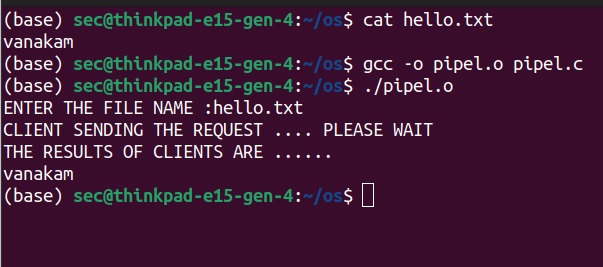 (base) sec@thinkpad-e15-gen-4:~/os$ cat hello.txt
vanakam
(base) sec@thinkpad-e15-gen-4:~/os$ gcc -o pipel.o pipel.c
(base) sec@thinkpad-e15-gen-4:~/os$ ./pipel.o
ENTER THE FILE NAME :hello.txt
CLIENT SENDING THE REQUEST .... PLEASE WAIT
THE RESULTS OF CLIENTS ARE ......
vanakam
(base) sec@thinkpad-e15-gen-4:~/os$